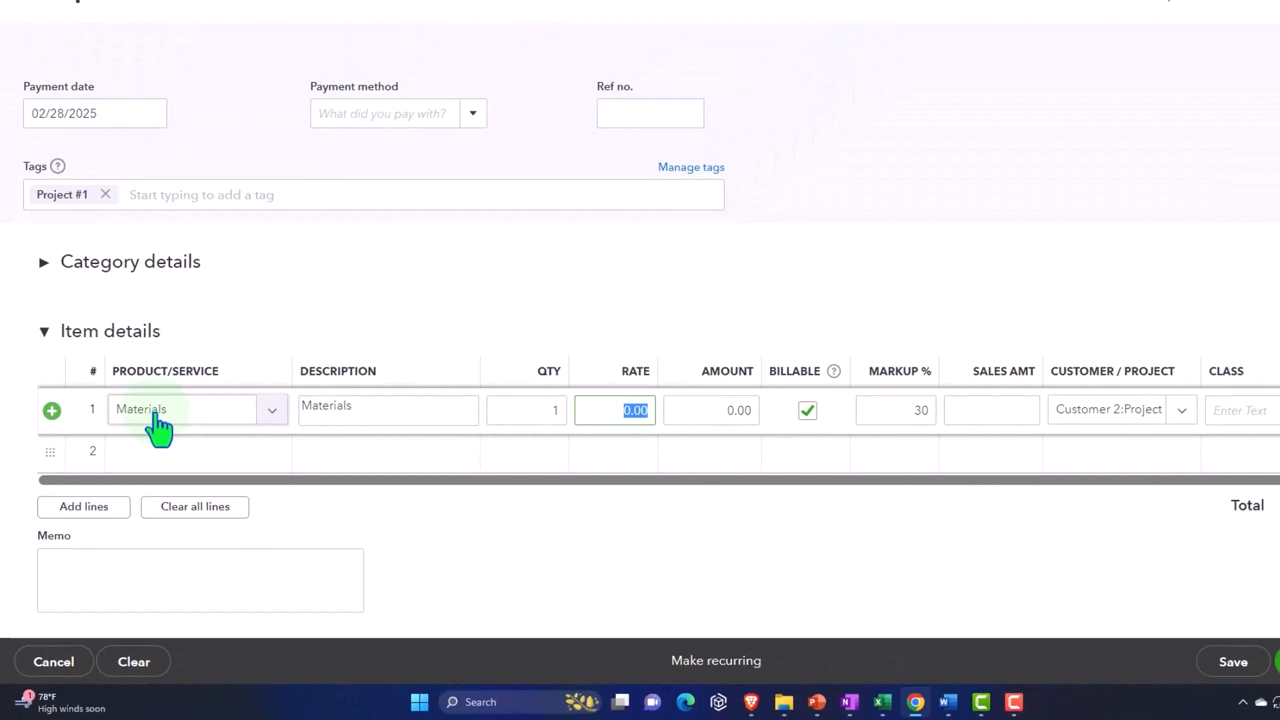 Payment date
Payment method
Ref no.
02/28/2025
What did you pay with?
Tags ?
Manage tags
Project #1
Start typing to add a tag
Category details
Item details
# PRODUCT/SERVICE DESCRIPTION QTY RATE AMOUNT BILLABLE ? MARKUP % SALES AMT CUSTOMER / PROJECT CLASS
1 Materials Materials 1 0.00 0.00 30 Customer 2:Project Enter Text
2
Add lines
Clear all lines
Total
Memo
Cancel
Clear
Make recurring
Save
1
78°F
High winds soon
Search